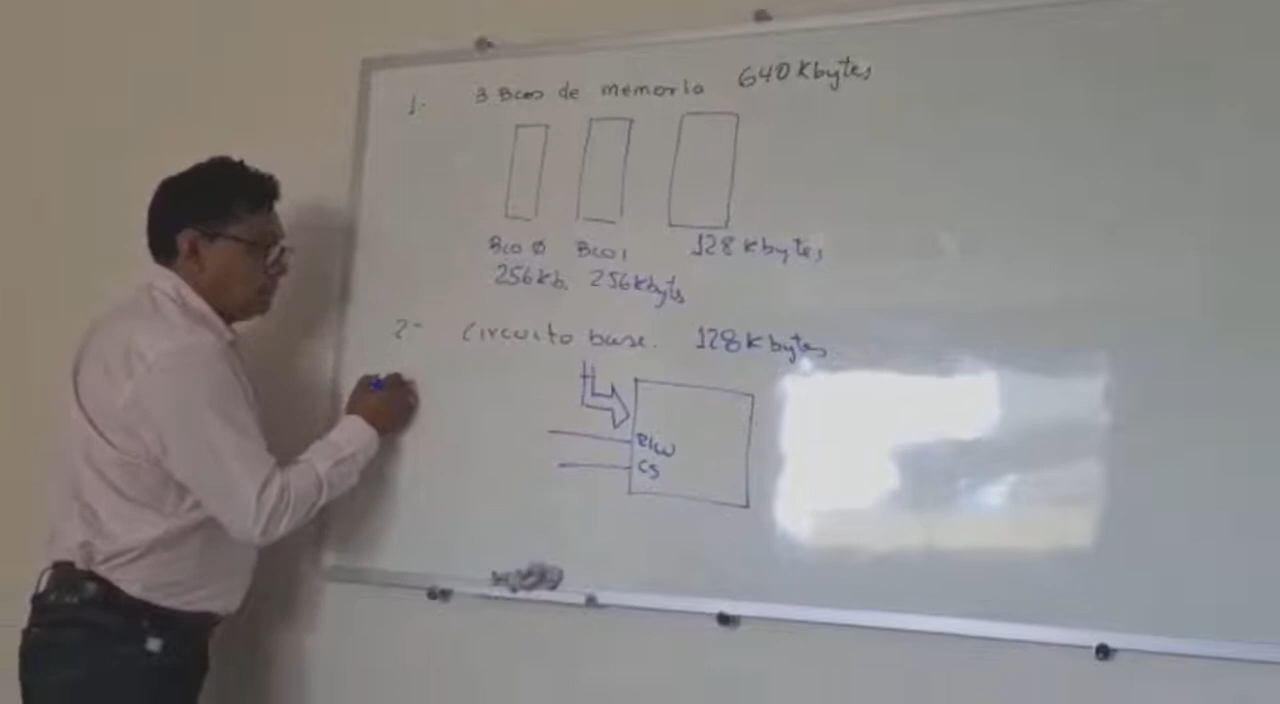 1.- 3 Bcos de memoria 640 Kbytes
Bco 0 Bco 1 128 Kbytes
256 Kb. 256 Kbyts
2- Circuito base. 128 K bytes
R/W
CS